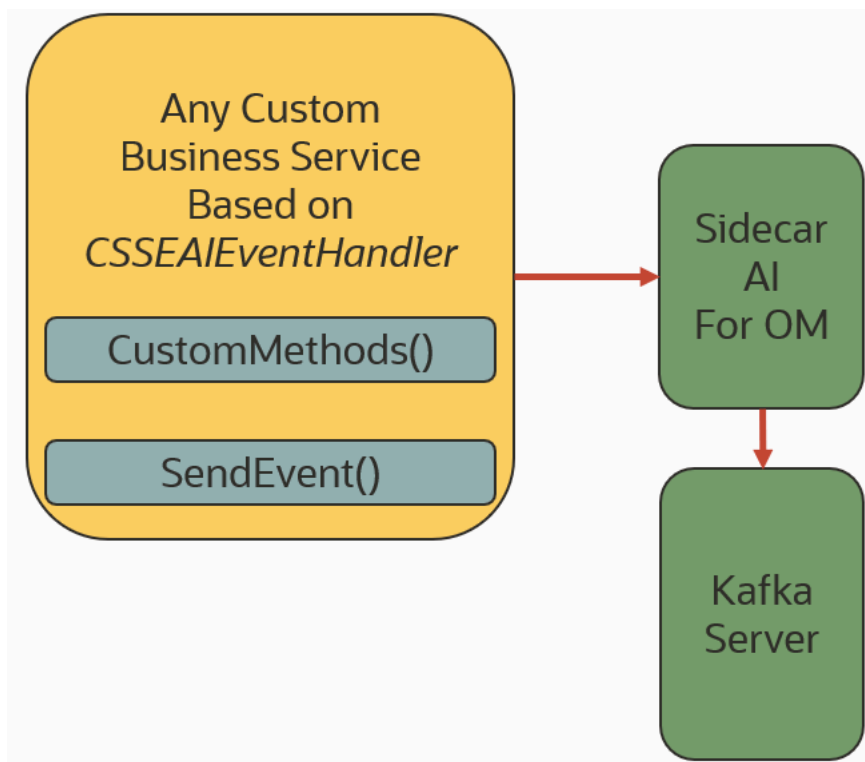 Any Custom
Business Service
Based on
CSSEAIEventHandler
CustomMethods()
SendEvent()
Sidecar
AI
For OM
Kafka
Server